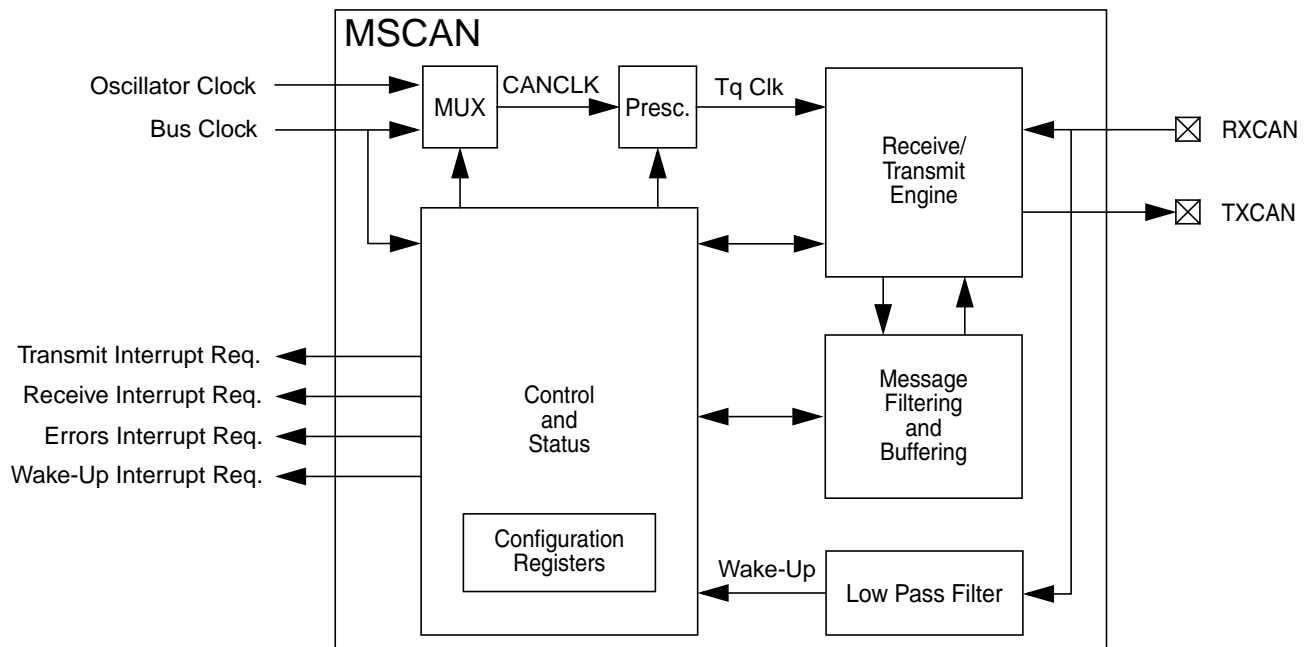 MSCAN
Oscillator Clock
Bus Clock
MUX
CANCLK
Presc.
Tq Clk
Receive/
Transmit
Engine
RXCAN
TXCAN
Transmit Interrupt Req.
Receive Interrupt Req.
Errors Interrupt Req.
Wake-Up Interrupt Req.
Control
and
Status
Message
Filtering
and
Buffering
Configuration
Registers
Wake-Up
Low Pass Filter